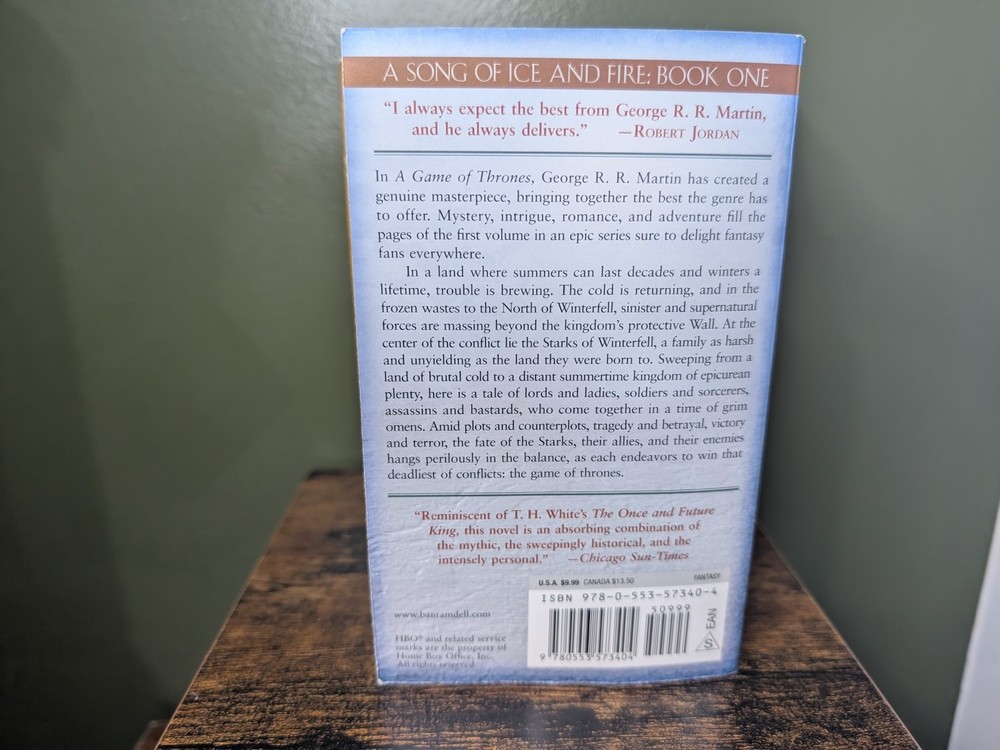 A SONG OF ICE AND FIRE: BOOK ONE
“I always expect the best from George R. R. Martin,
and he always delivers.” —ROBERT JORDAN
In A Game of Thrones, George R. R. Martin has created a
genuine masterpiece, bringing together the best the genre has
to offer. Mystery, intrigue, romance, and adventure fill the
pages of the first volume in an epic series sure to delight fantasy
fans everywhere.
In a land where summers can last decades and winters a
lifetime, trouble is brewing. The cold is returning, and in the
frozen wastes to the North of Winterfell, sinister and supernatural
forces are massing beyond the kingdom’s protective Wall. At the
center of the conflict lie the Starks of Winterfell, a family as harsh
and unyielding as the land they were born to. Sweeping from a
land of brutal cold to a distant summertime kingdom of epicurean
plenty, here is a tale of lords and ladies, soldiers and sorcerers,
assassins and bastards, who come together in a time of grim
omens. Amid plots and counterplots, tragedy and betrayal, victory
and terror, the fate of the Starks, their allies, and their enemies
hangs perilously in the balance, as each endeavors to win that
deadliest of conflicts: the game of thrones.
“Reminiscent of T. H. White’s The Once and Future
King, this novel is an absorbing combination of
the mythic, the sweepingly historical, and the
intensely personal.” —Chicago Sun-Times
U.S.A. $9.99 CANADA $13.50 FANTASY
ISBN 978-0-553-57340-4
50999
9 780553 573404
S EAN
www.bantamdell.com
HBO® and related service
marks are the property of
Home Box Office, Inc.
All rights reserved